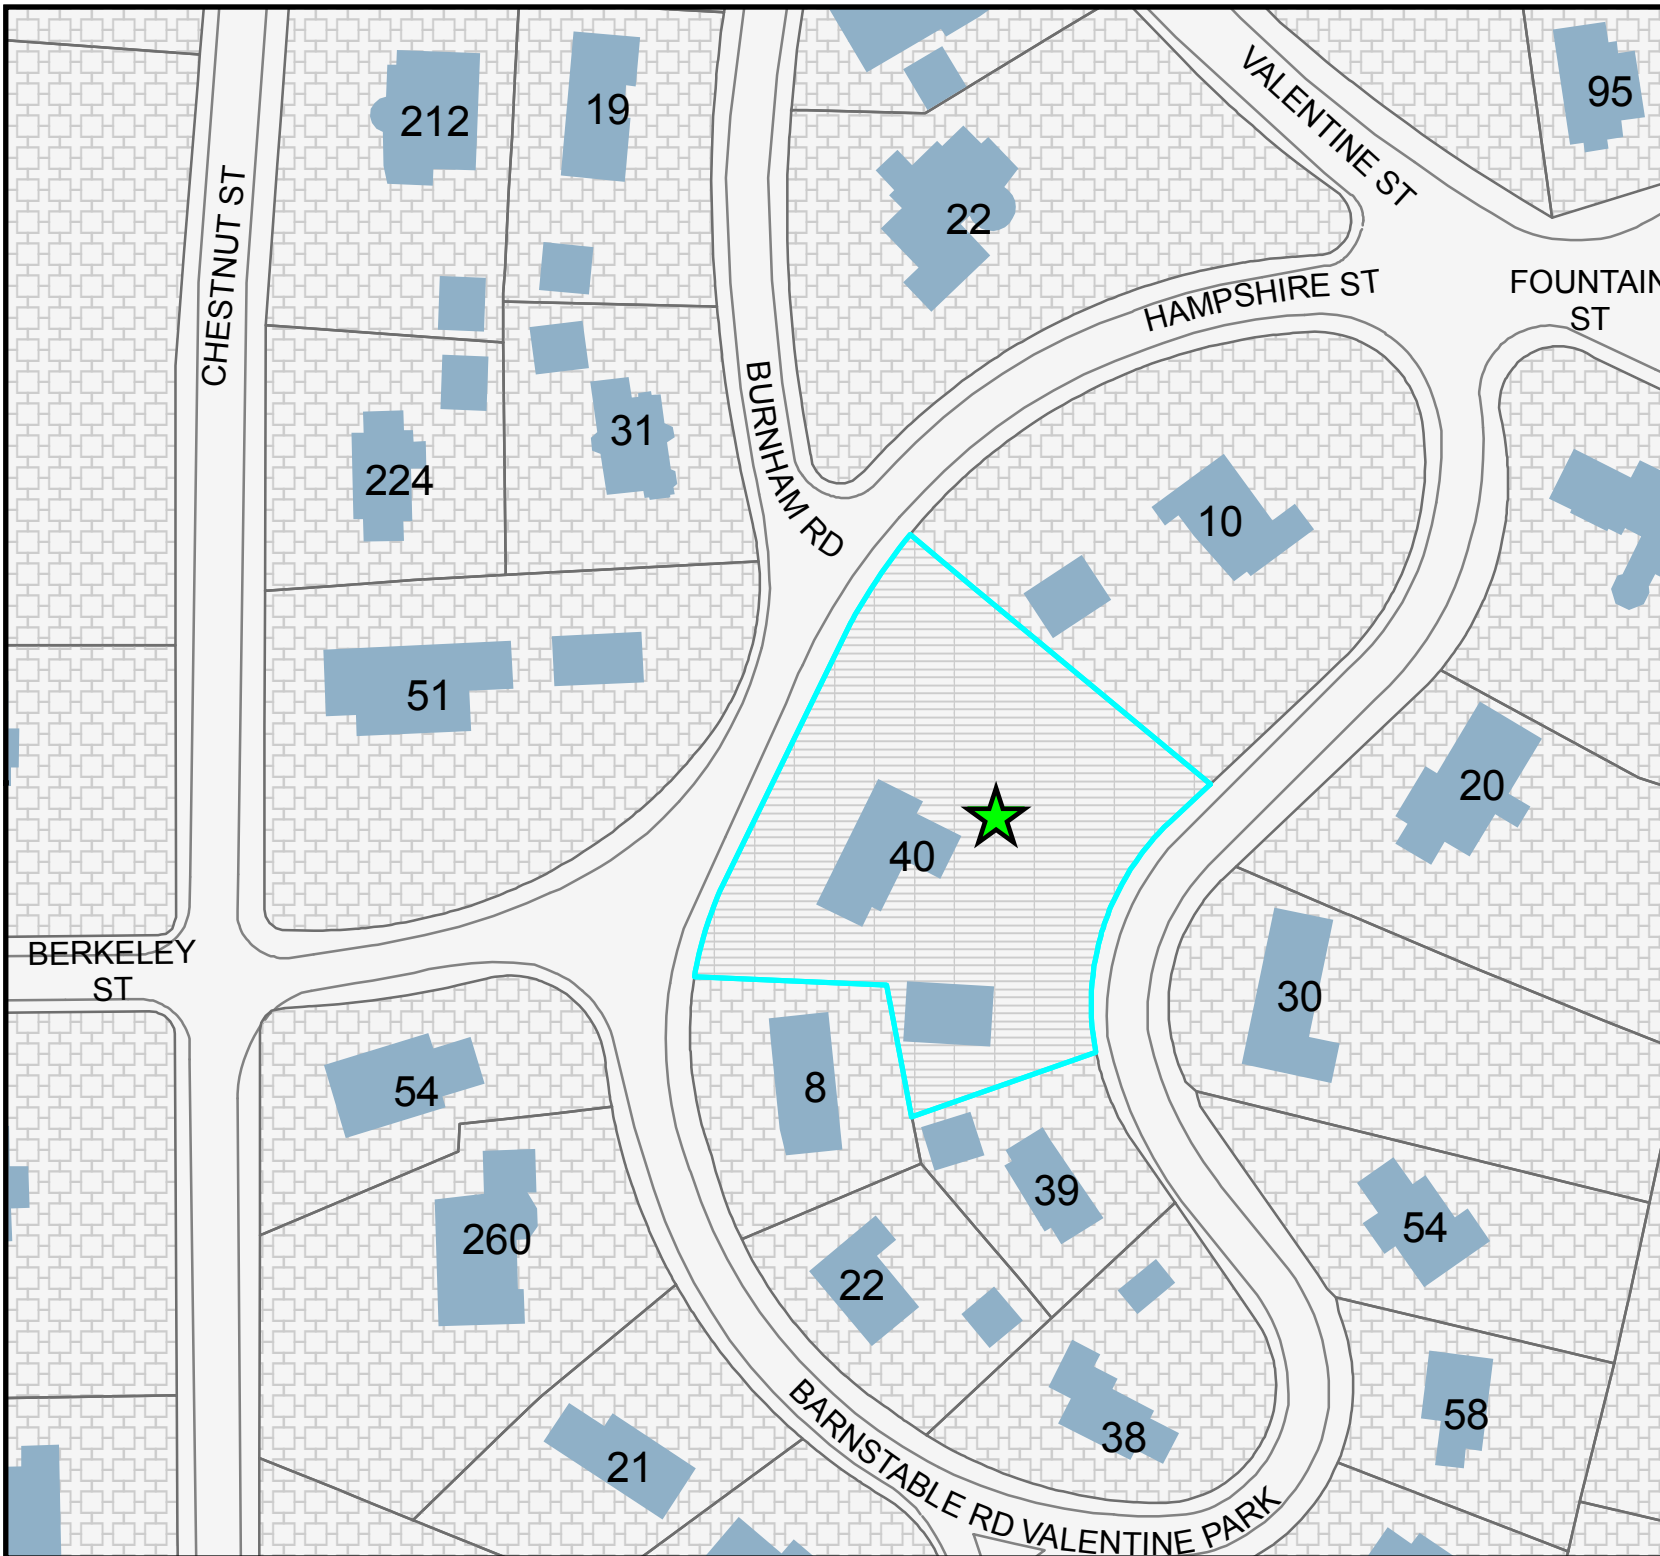 212
19
95
VALENTINE ST
22
CHESTNUT ST
HAMPSHIRE ST
FOUNTAIN
ST
BURNHAM RD
31
224
10
51
20
40
BERKELEY
ST
30
54
8
39
260
54
22
58
38
21
BARNSTABLE RD
VALENTINE PARK